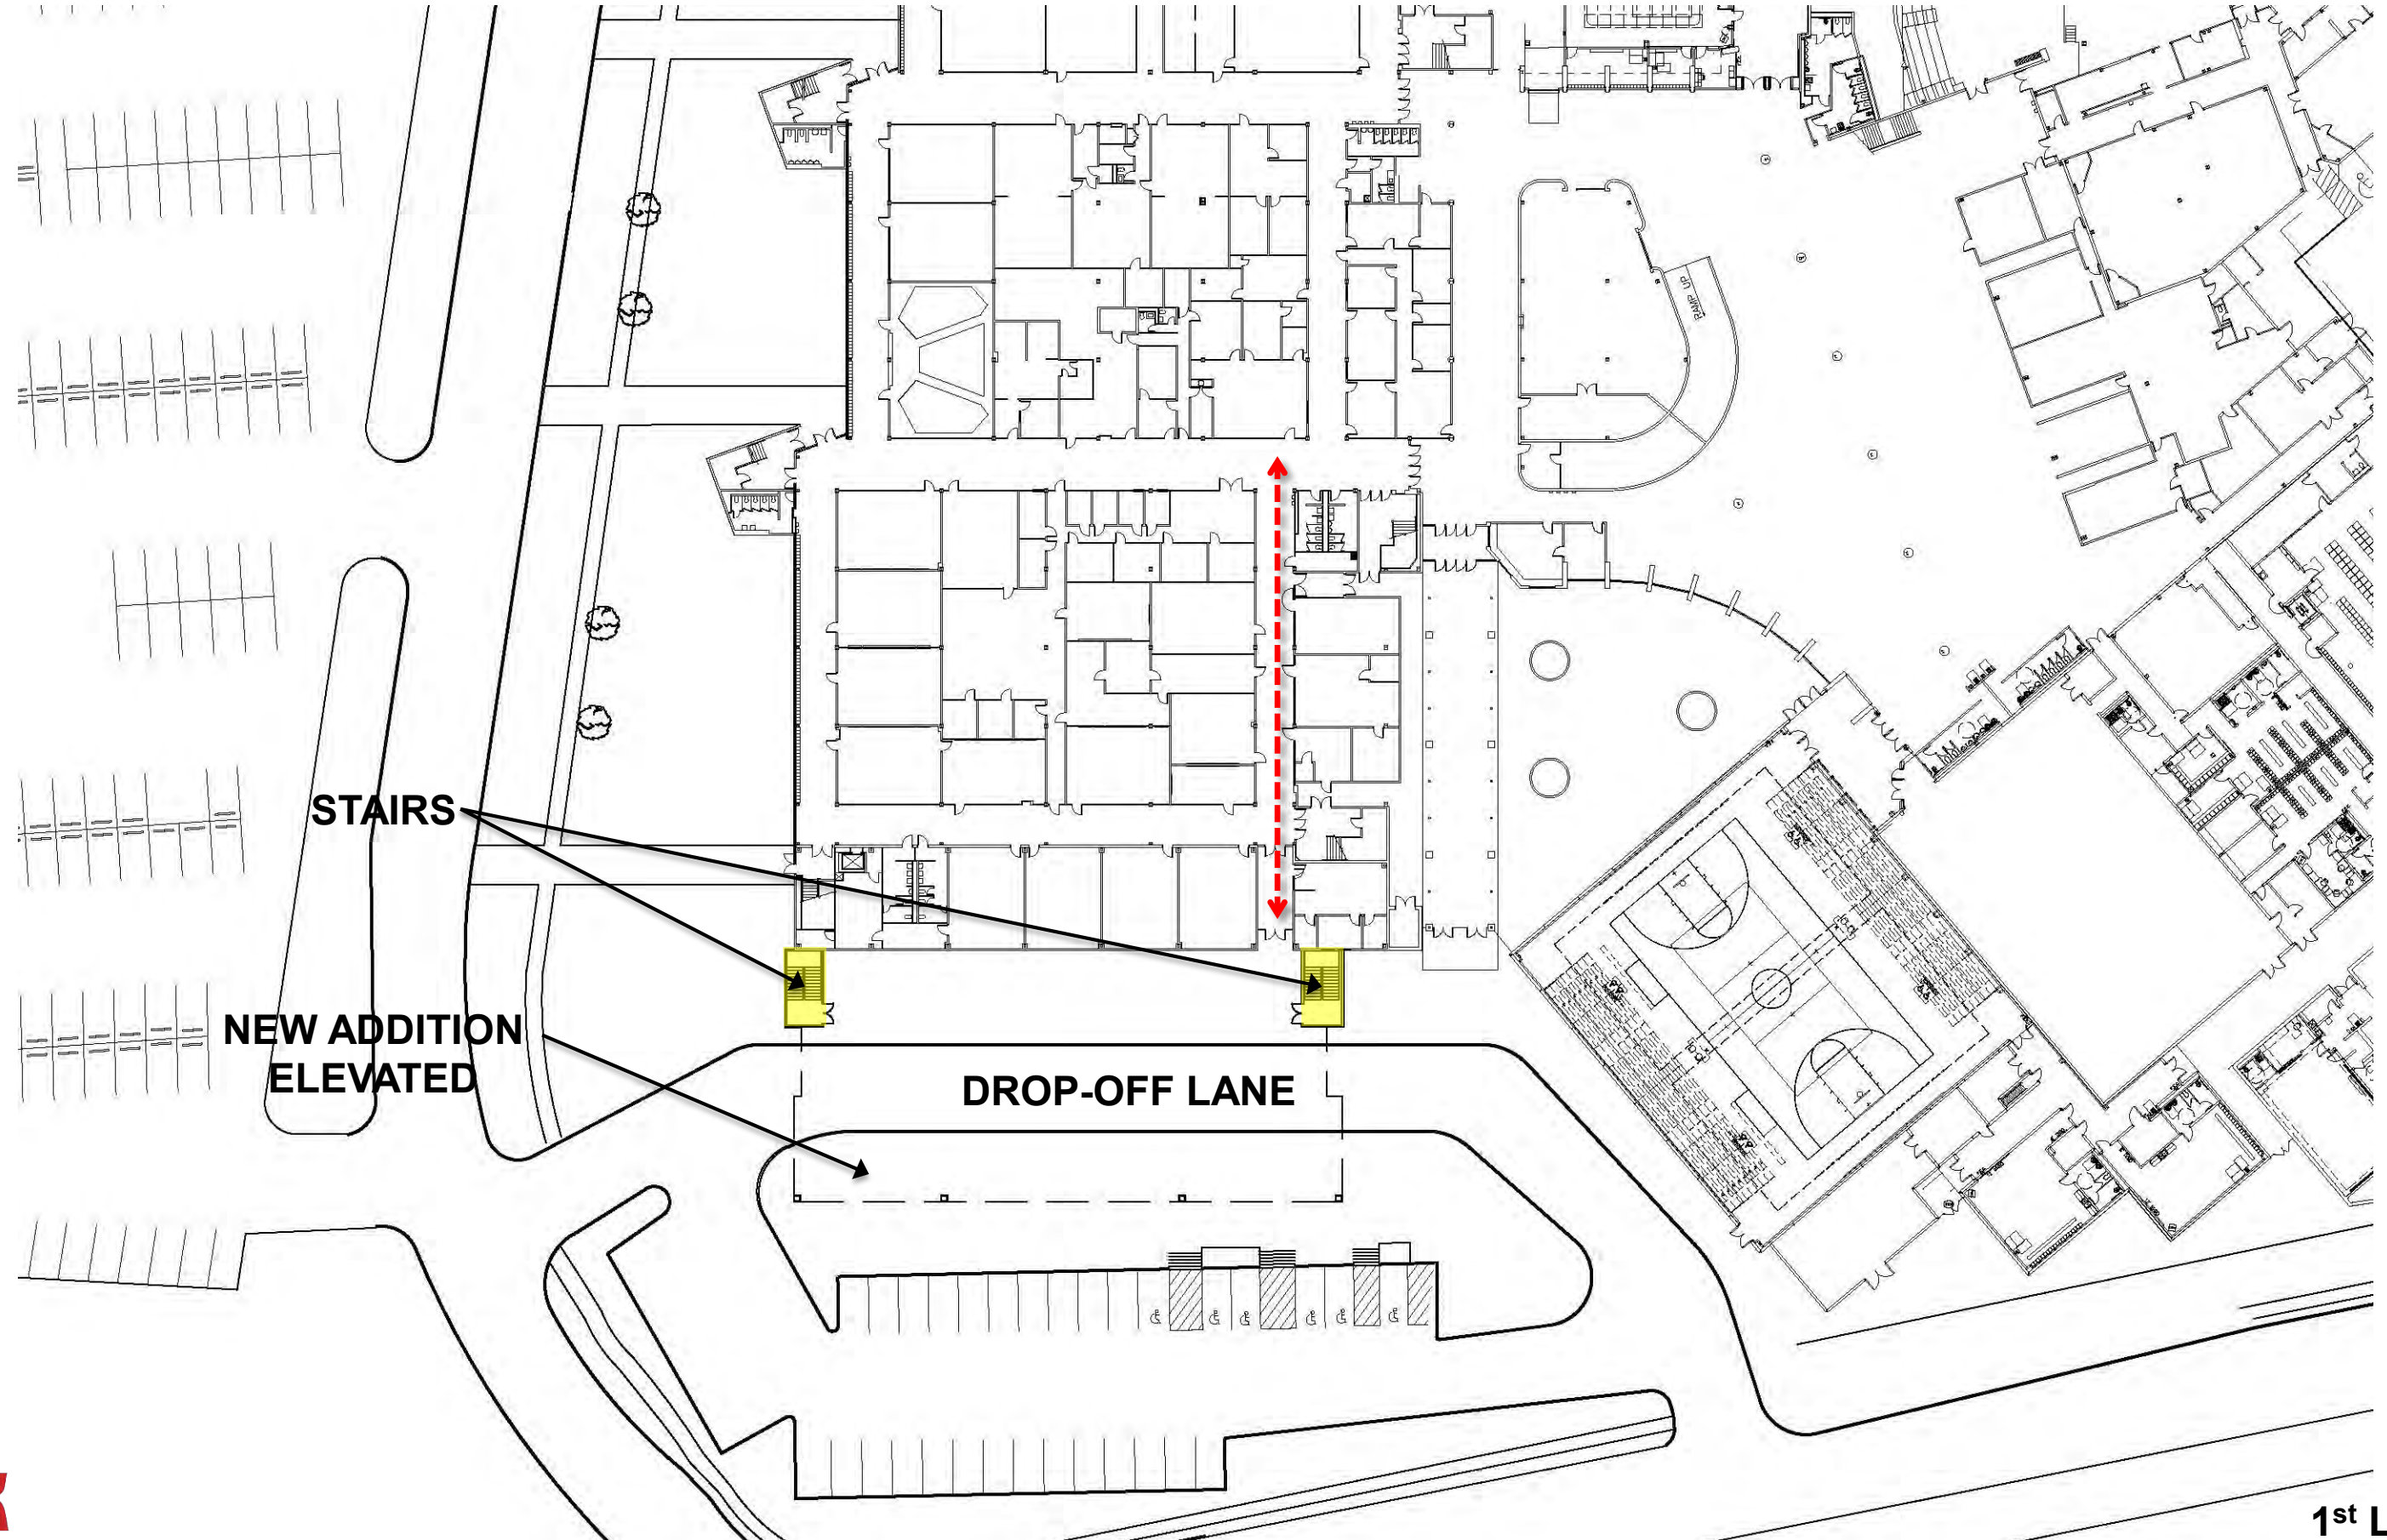 RAMP UP
STAIRS
NEW ADDITION
ELEVATED
DROP-OFF LANE
1st L